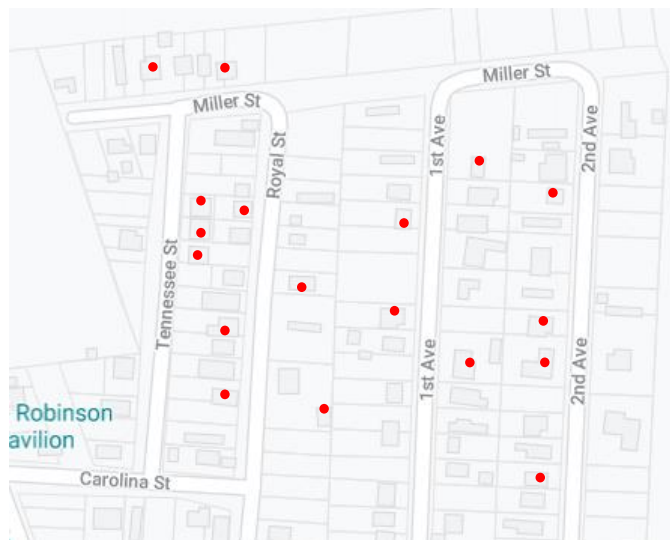 Miller St
Miller St
Royal St
1st Ave
2nd Ave
Tennessee St
1st Ave
2nd Ave
Robinson
avilion
Carolina St